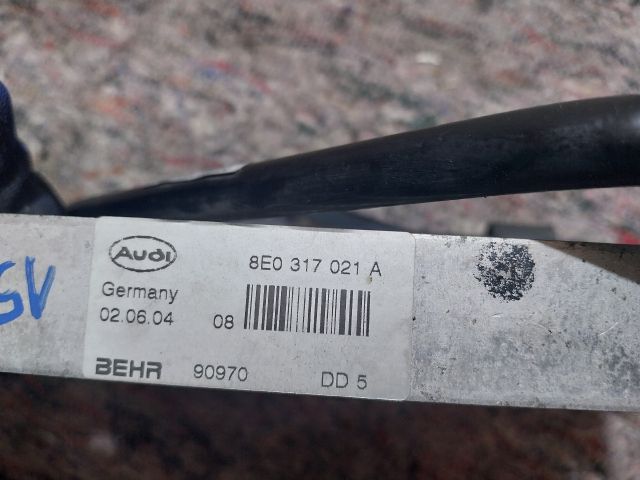 Audi
8E0 317 021 A
Germany
02.06.04 08
BEHR 90970 DD 5